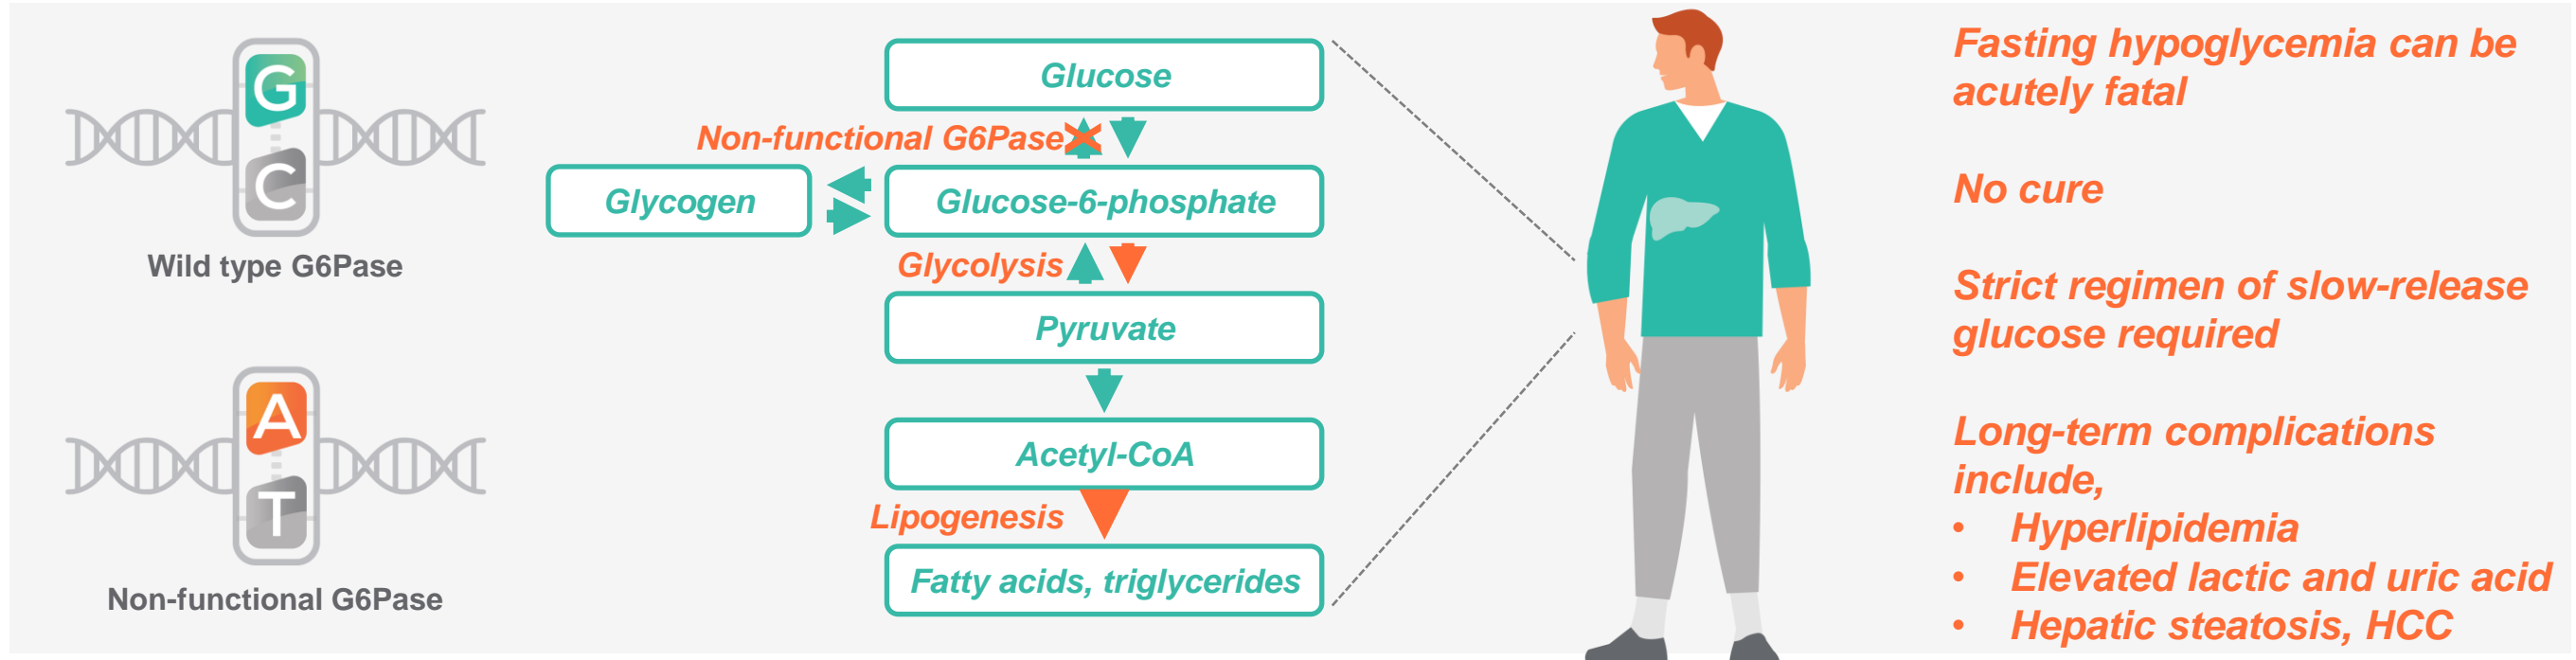 G
C
Wild type G6Pase
A
T
Non-functional G6Pase
Glucose
Non-functional G6Pase
Glycogen
Glucose-6-phosphate
Glycolysis
Pyruvate
Acetyl-CoA
Lipogenesis
Fatty acids, triglycerides
Fasting hypoglycemia can be
acutely fatal
No cure
Strict regimen of slow-release
glucose required
Long-term complications
include,
• Hyperlipidemia
• Elevated lactic and uric acid
• Hepatic steatosis, HCC